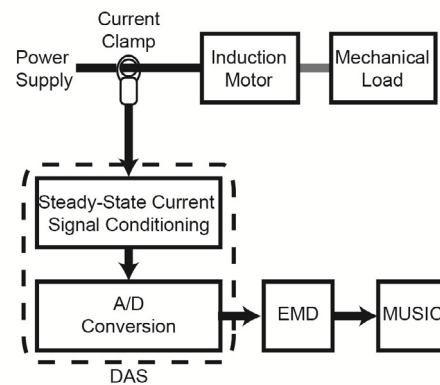 Current
Clamp
Power
Supply
Induction
Motor
Mechanical
Load
Steady-State Current
Signal Conditioning
A/D
Conversion
EMD
MUSIC
DAS